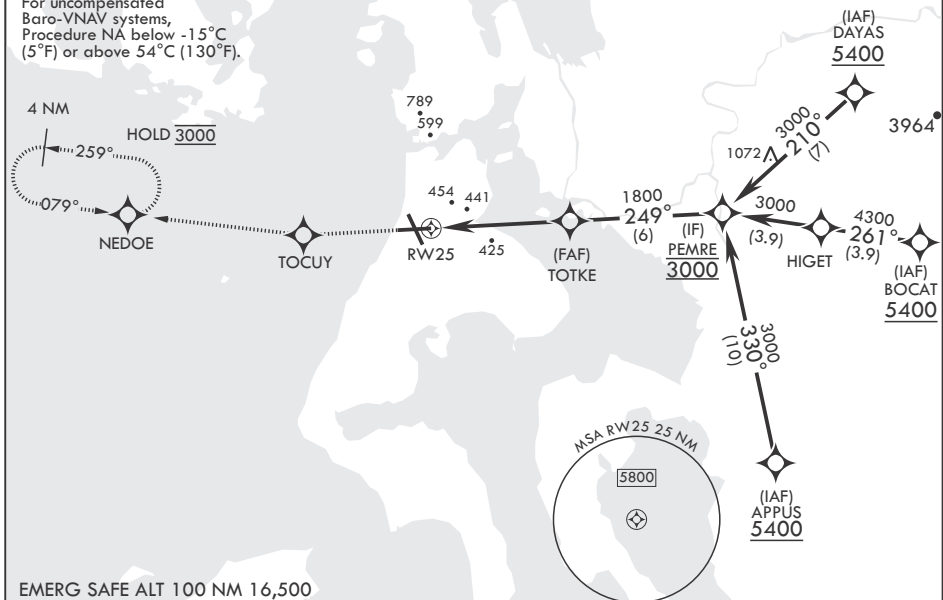 For uncompensated
Baro-VNAV systems,
Procedure NA below -15°C
(5°F) or above 54°C (130°F).
(IAF)
DAYAS
5400
4 NM
HOLD 3000
259°
079°
NEDOE
TOCUY
789
599
454
441
425
RW25
(FAF)
TOTKE
1800
249°
(6)
(IF)
PEMRE
3000
1072
3000
210°
(7)
3964
3000
(3.9)
HIGET
4300
261°
(3.9)
(IAF)
BOCAT
5400
3000
330°
(10)
(IAF)
APPUS
5400
MSA RW25 25 NM
5800
EMERG SAFE ALT 100 NM 16,500